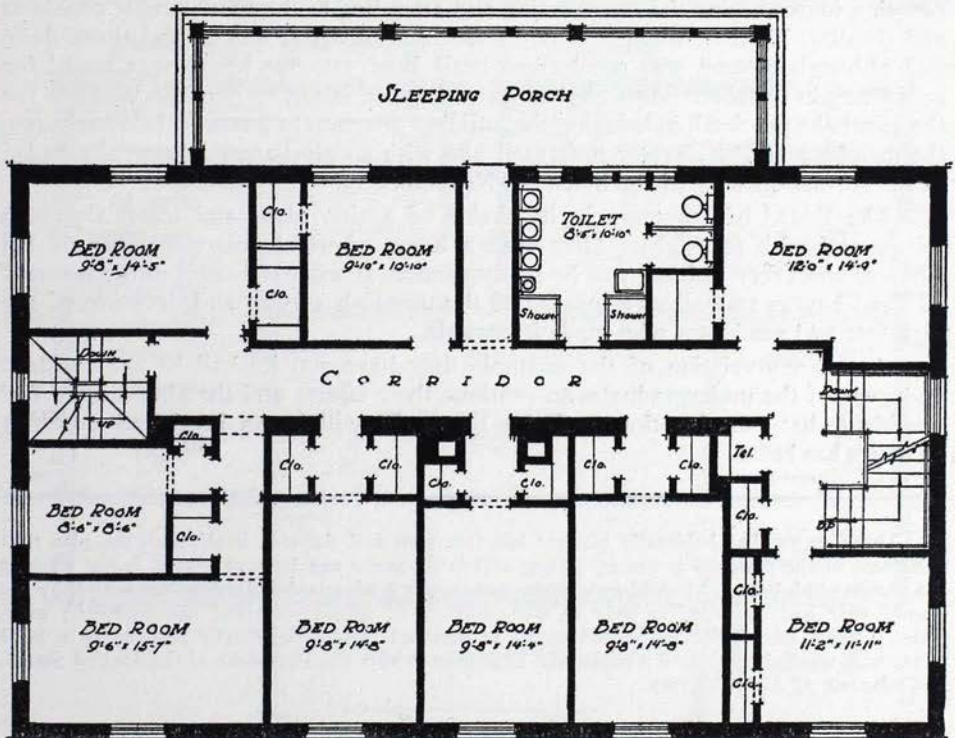 SLEEPING PORCH
Clo.
BED ROOM
9'-8" x 14'-5"
BED ROOM
9'-0" x 10'-10"
TOILET
8'-5" x 10'-10"
BED ROOM
12'-8" x 14'-9"
Clo.
Shower
Shower
Down
UP
CORRIDOR
Down
Clo.
Clo.
Clo.
Clo.
Clo.
Clo.
Clo.
Tel.
BED ROOM
8'-6" x 8'-6"
Clo.
Clo.
UP
Clo.
BED ROOM
9'-6" x 15'-7"
BED ROOM
9'-8" x 14'-8"
BED ROOM
9'-8" x 14'-8"
BED ROOM
9'-8" x 14'-8"
BED ROOM
11'-2" x 11'-11"
Clo.